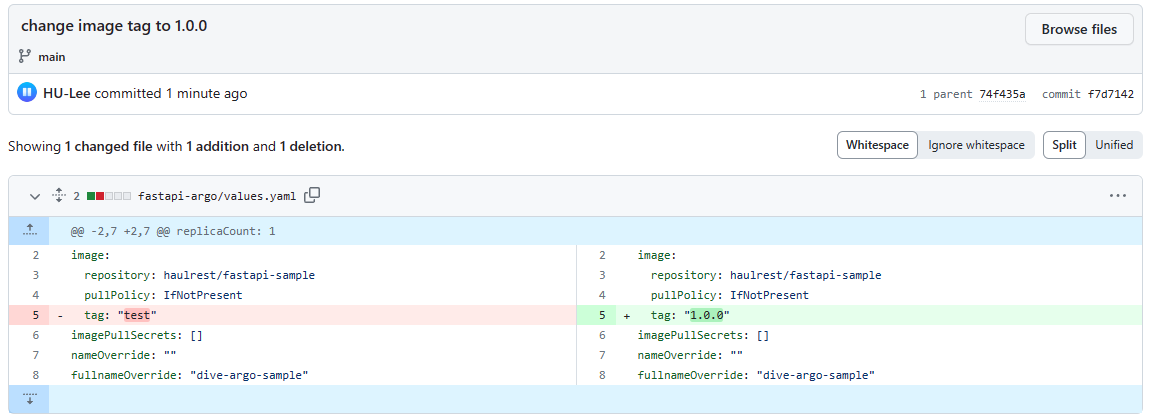 change image tag to 1.0.0
Browse files
main
HU-Lee committed 1 minute ago
1 parent 74f435a commit f7d7142
Showing 1 changed file with 1 addition and 1 deletion.
Whitespace Ignore whitespace Split Unified
2 fastapi-argo/values.yaml
@@ -2,7 +2,7 @@ replicaCount: 1
2 image: 2 image:
3 repository: haulrest/fastapi-sample 3 repository: haulrest/fastapi-sample
4 pullPolicy: IfNotPresent 4 pullPolicy: IfNotPresent
5 - tag: "test" 5 + tag: "1.0.0"
6 imagePullSecrets: [] 6 imagePullSecrets: []
7 nameOverride: "" 7 nameOverride: ""
8 fullnameOverride: "dive-argo-sample" 8 fullnameOverride: "dive-argo-sample"